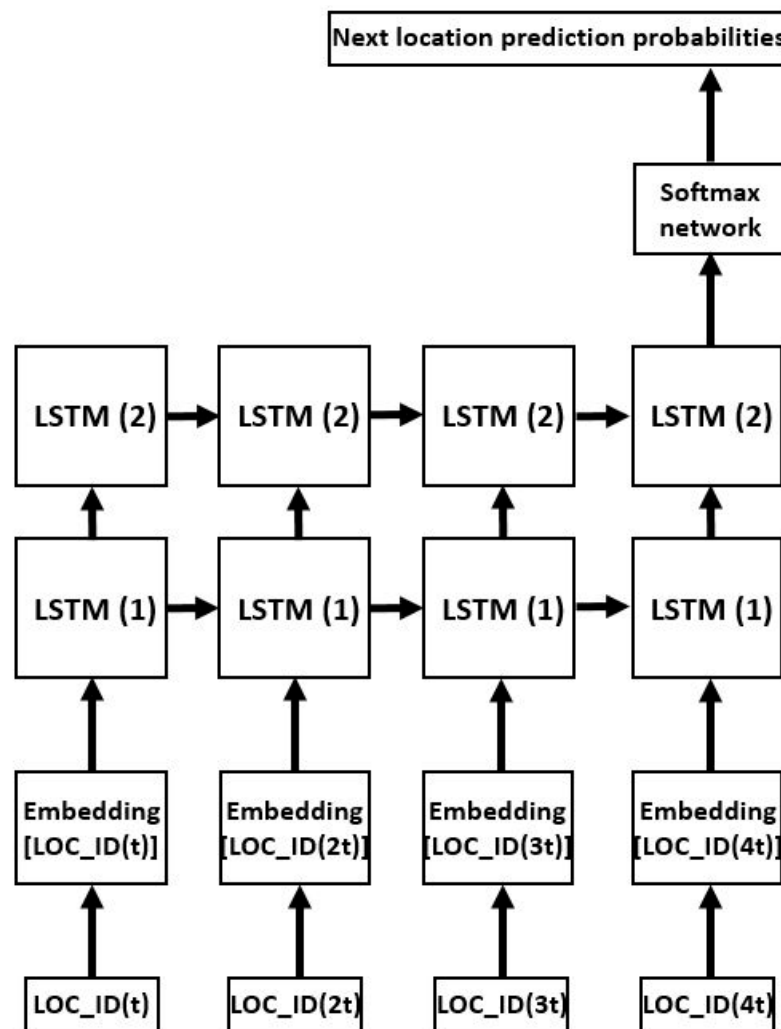 Next location prediction probabilities
Softmax
network
LSTM (2)
LSTM (2)
LSTM (2)
LSTM (2)
LSTM (1)
LSTM (1)
LSTM (1)
LSTM (1)
Embedding
[LOC_ID(t)]
Embedding
[LOC_ID(2t)]
Embedding
[LOC_ID(3t)]
Embedding
[LOC_ID(4t)]
LOC_ID(t)
LOC_ID(2t)
LOC_ID(3t)
LOC_ID(4t)